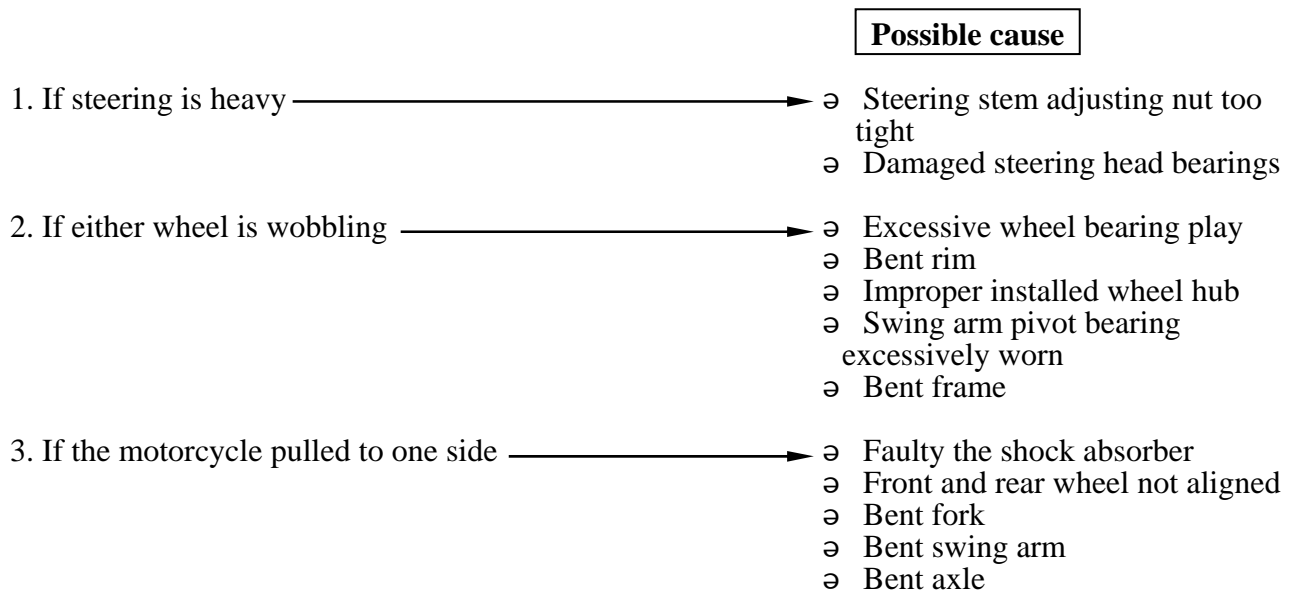 Possible cause
1. If steering is heavy
ə Steering stem adjusting nut too
tight
ə Damaged steering head bearings
2. If either wheel is wobbling
ə Excessive wheel bearing play
ə Bent rim
ə Improper installed wheel hub
ə Swing arm pivot bearing
excessively worn
ə Bent frame
3. If the motorcycle pulled to one side
ə Faulty the shock absorber
ə Front and rear wheel not aligned
ə Bent fork
ə Bent swing arm
ə Bent axle